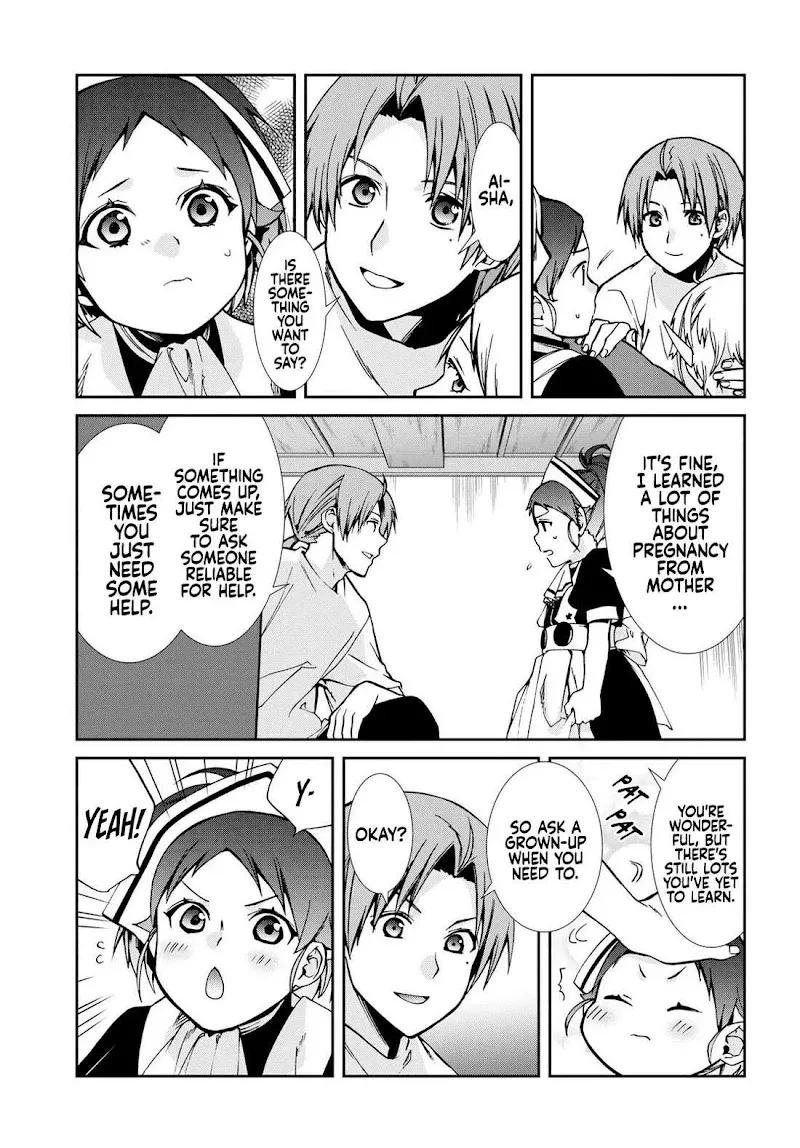 AI-
SHA,
IS
THERE
SOME-
THING
YOU
WANT
TO
SAY?
IT'S FINE,
I LEARNED
A LOT OF
THINGS
ABOUT
PREGNANCY
FROM
MOTHER
...
IF
SOMETHING
COMES UP,
JUST MAKE
SURE
TO ASK
SOMEONE
RELIABLE
FOR HELP.
SOME-
TIMES
YOU
JUST
NEED
SOME
HELP.
PAT
PAT
YOU'RE
WONDER-
FUL, BUT
THERE'S
STILL LOTS
YOU'VE YET
TO LEARN.
SO ASK A
GROWN-UP
WHEN YOU
NEED TO.
OKAY?
Y-
YEAH!